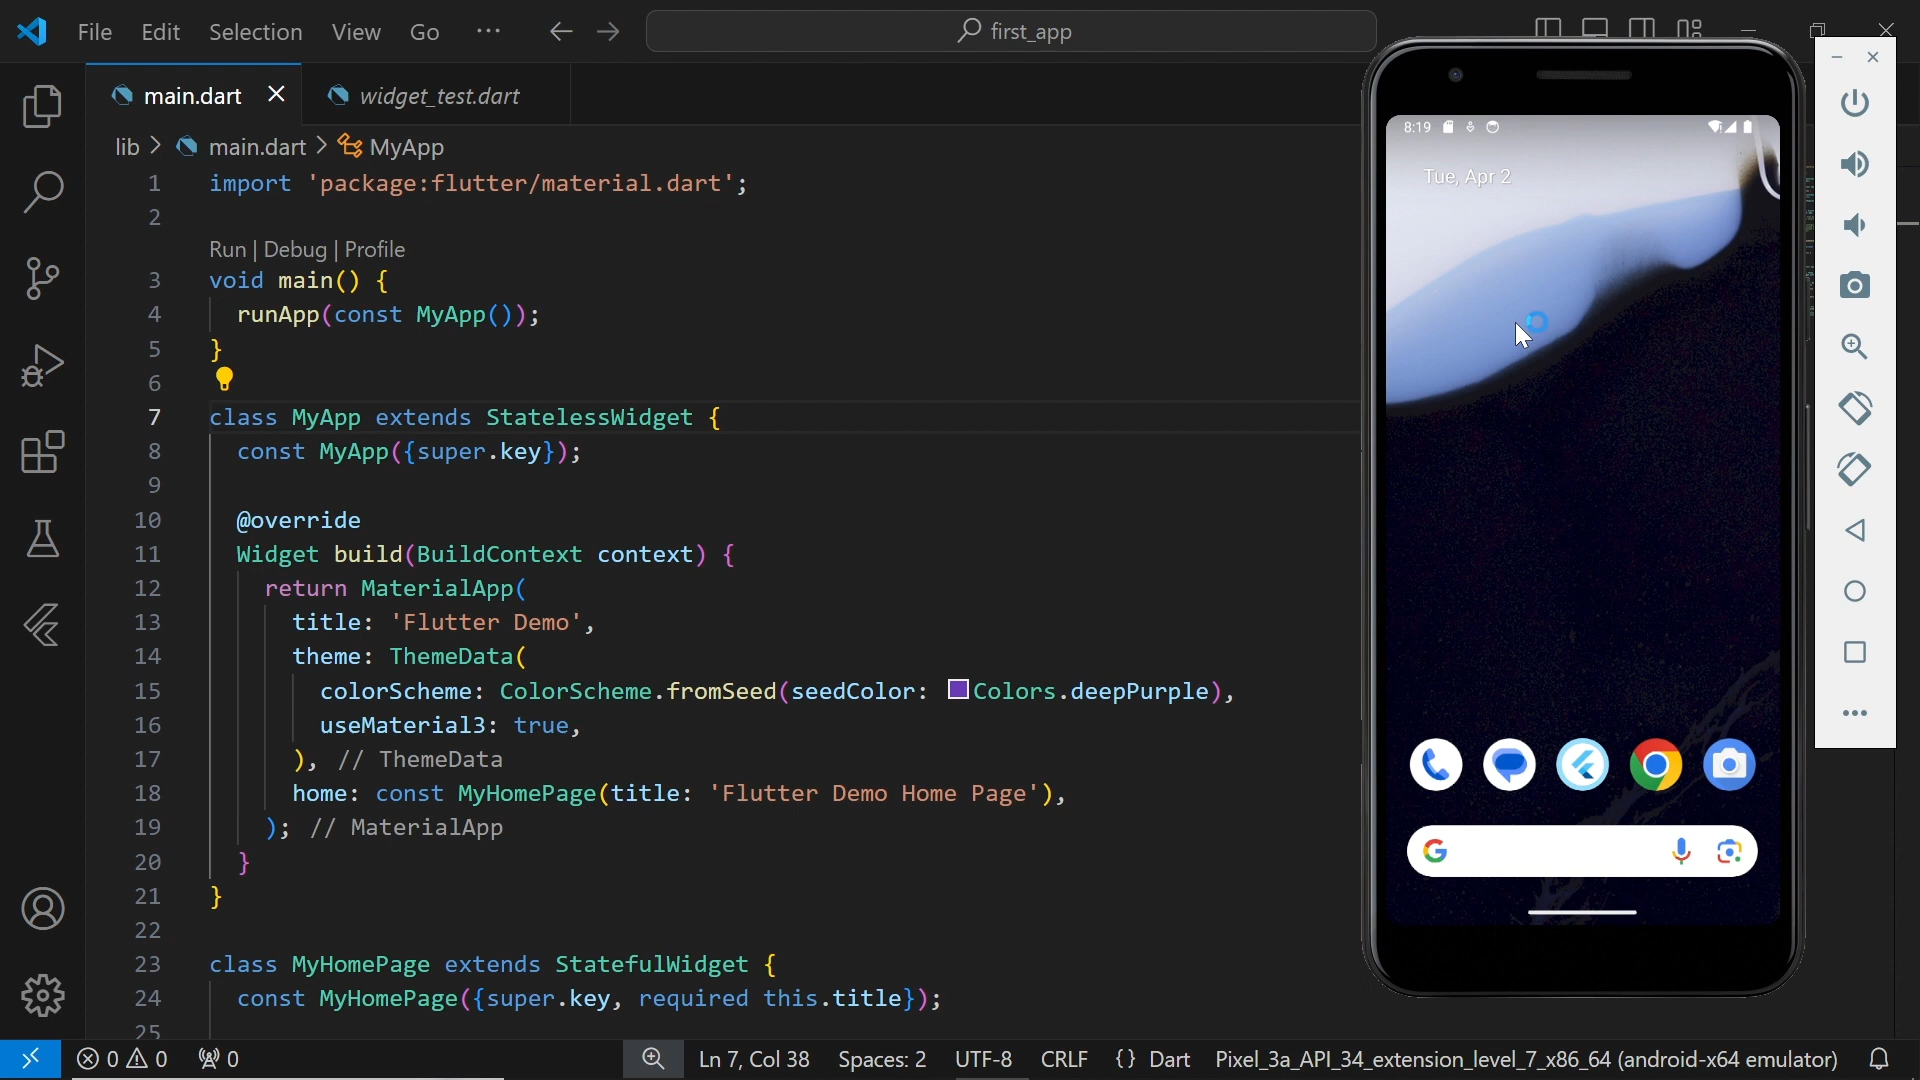 File Edit Selection View Go ... first_app
main.dart widget_test.dart
lib > main.dart > MyApp
1 import 'package:flutter/material.dart';
2
Run | Debug | Profile
3 void main() {
4 runApp(const MyApp());
5 }
6
7 class MyApp extends StatelessWidget {
8 const MyApp({super.key});
9
10 @override
11 Widget build(BuildContext context) {
12 return MaterialApp(
13 title: 'Flutter Demo',
14 theme: ThemeData(
15 colorScheme: ColorScheme.fromSeed(seedColor: Colors.deepPurple),
16 useMaterial3: true,
17 ), // ThemeData
18 home: const MyHomePage(title: 'Flutter Demo Home Page'),
19 ); // MaterialApp
20 }
21 }
22
23 class MyHomePage extends StatefulWidget {
24 const MyHomePage({super.key, required this.title});
25
8:19
Tue, Apr 2
0 0 0 Ln 7, Col 38 Spaces: 2 UTF-8 CRLF {} Dart Pixel_3a_API_34_extension_level_7_x86_64 (android-x64 emulator)